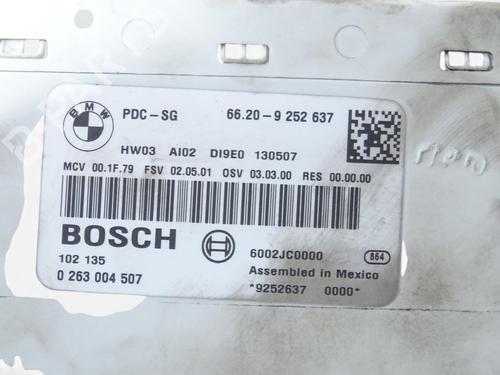 BMW
PDC-SG 66.20-9 252 637
HW03 AI02 DI9E0 130507
MCV 00.1F.79 FSV 02.05.01 OSV 03.03.00 RES 00.00.00
BOSCH
6002JC0000 864
102 135
Assembled in Mexico
0 263 004 507
*9252637 0000*